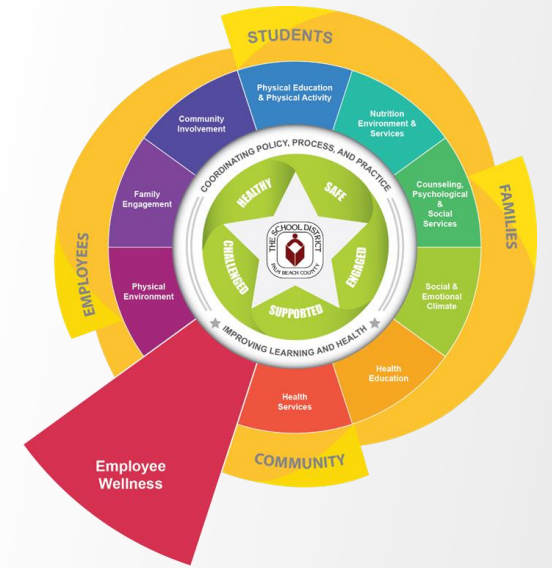 STUDENTS
Physical Education
& Physical Activity
Nutrition
Environment &
Services
Counseling,
Psychological
&
Social
Services
FAMILIES
Social &
Emotional
Climate
Health
Education
Health
Services
COMMUNITY
Employee
Wellness
Physical
Environment
EMPLOYEES
Family
Engagement
Community
Involvement
COORDINATING POLICY, PROCESS, AND PRACTICE
IMPROVING LEARNING AND HEALTH
HEALTHY
SAFE
ENGAGED
SUPPORTED
CHALLENGED
THE SCHOOL DISTRICT
PALM BEACH COUNTY